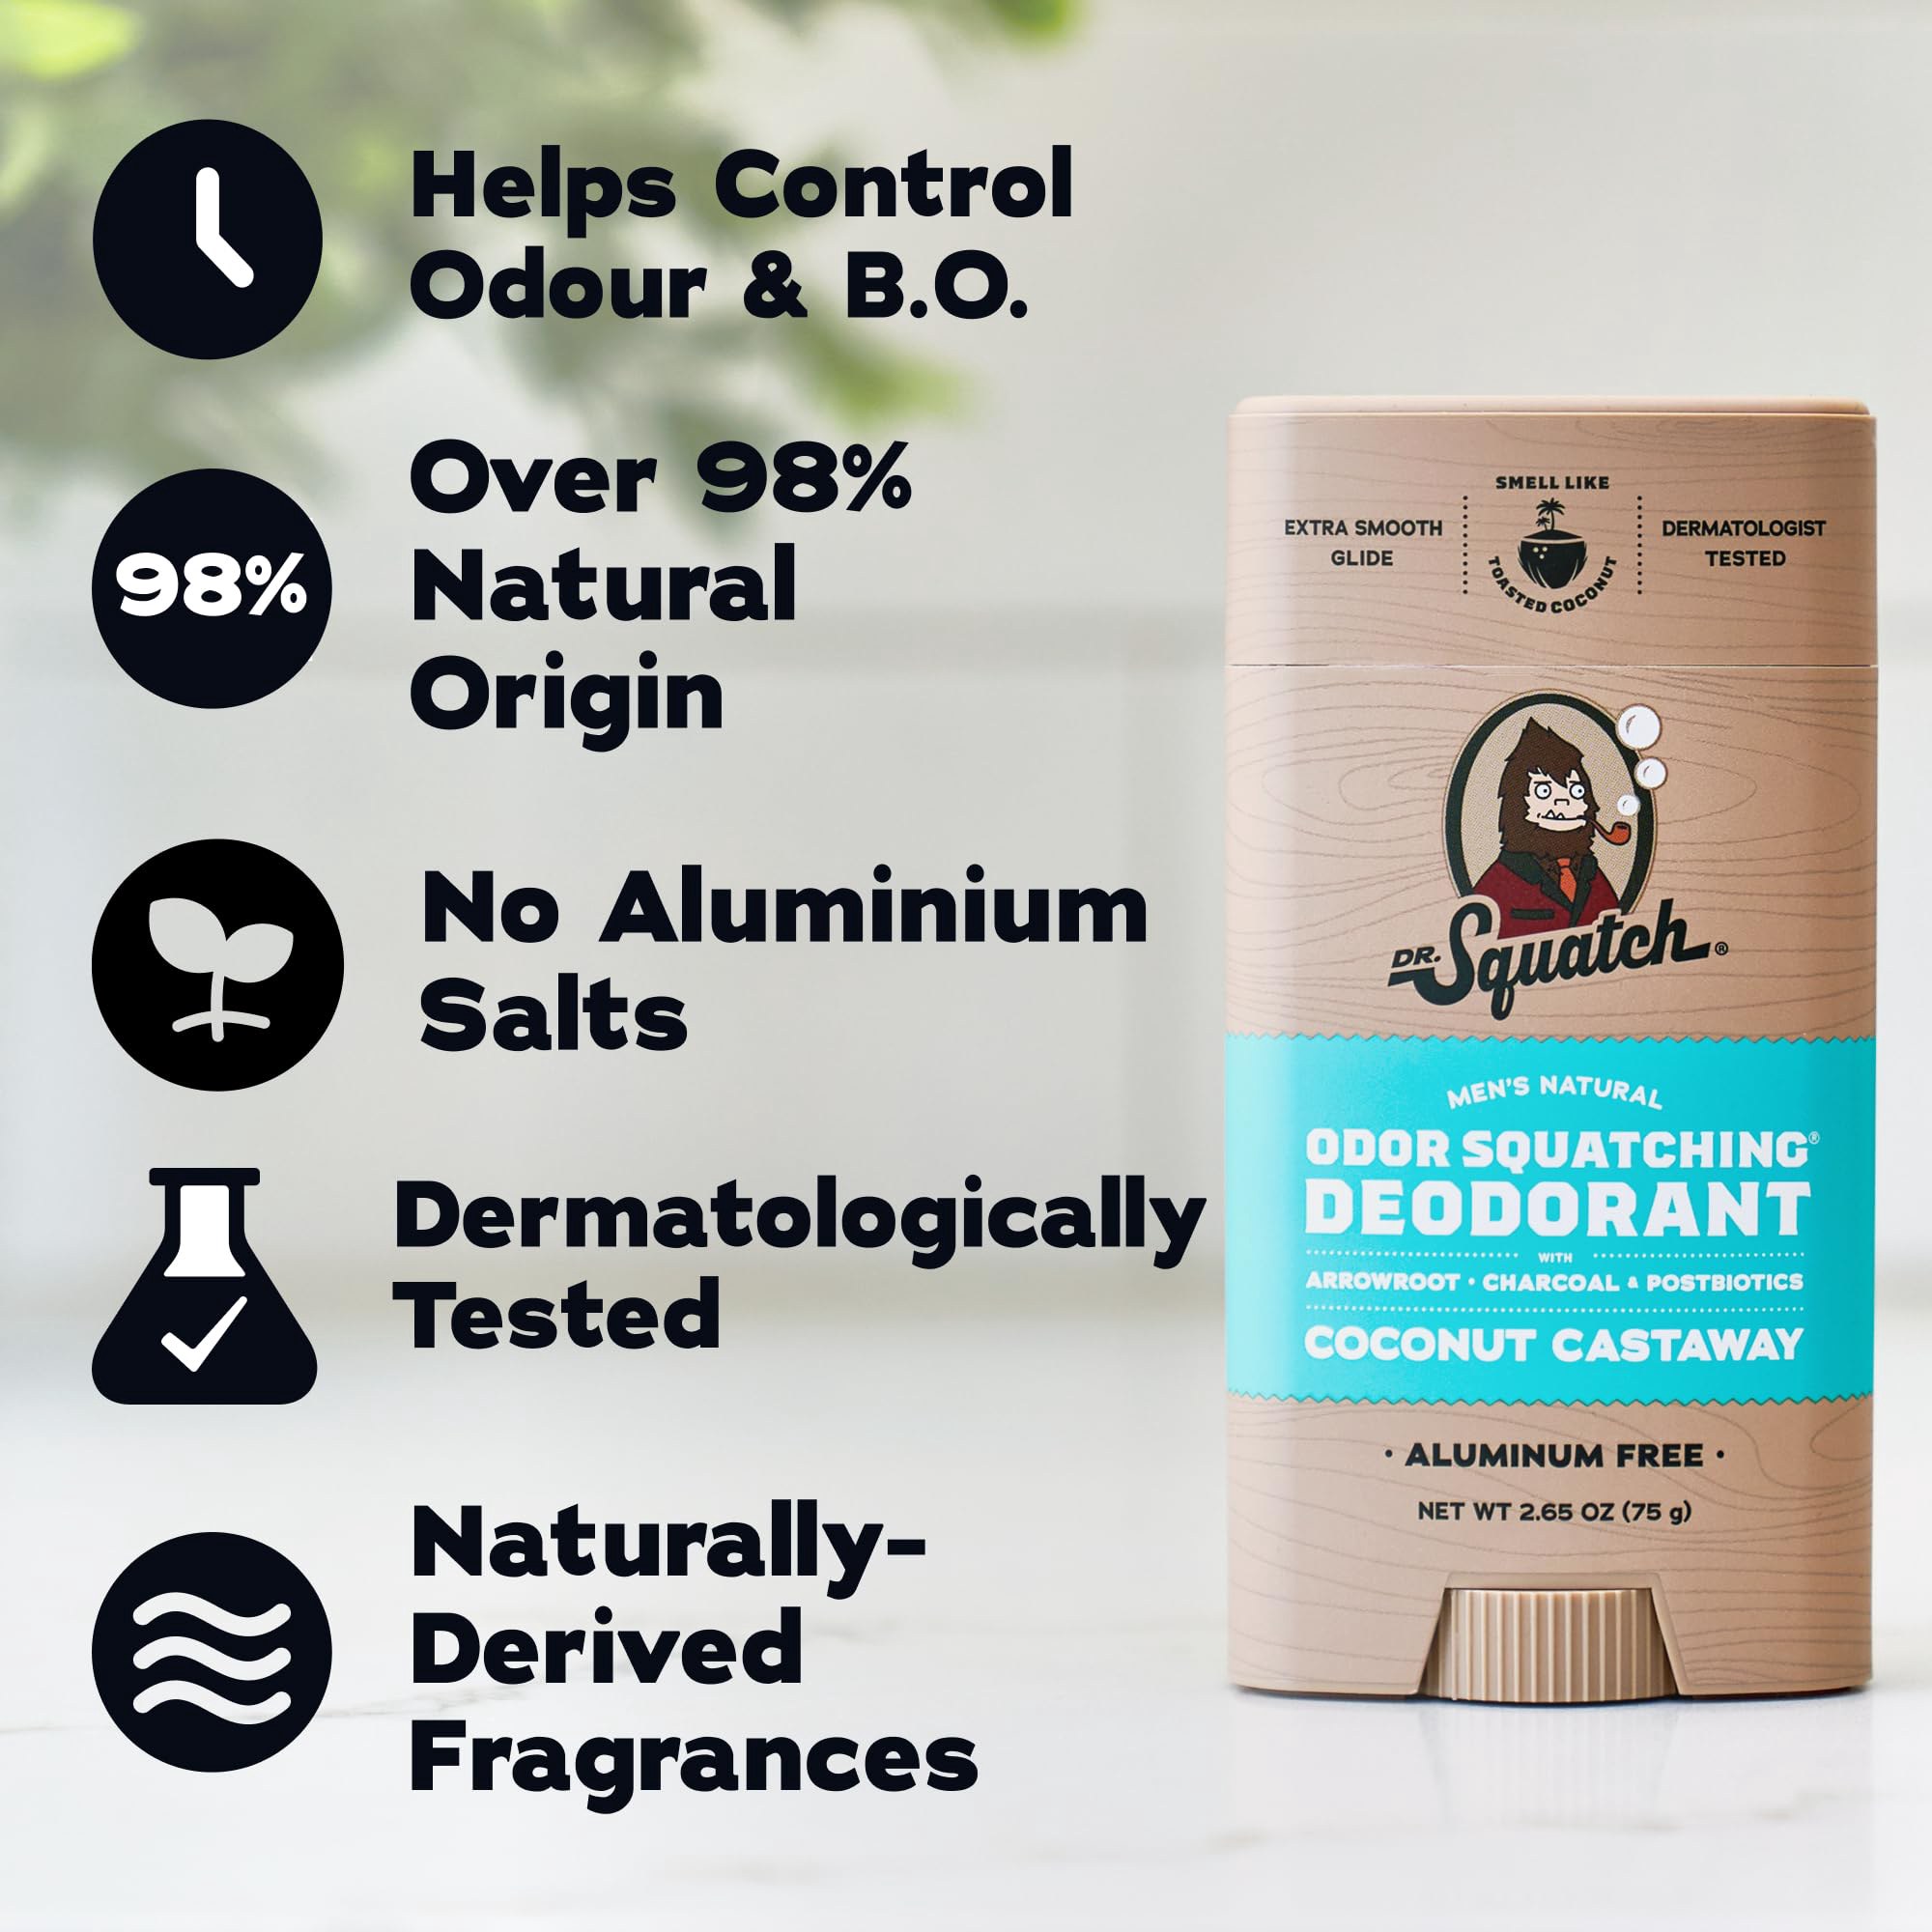 Helps Control
Odour & B.O.
98%
Over 98%
Natural
Origin
No Aluminium
Salts
Dermatologically
Tested
Naturally-
Derived
Fragrances
EXTRA SMOOTH
GLIDE
SMELL LIKE
TOASTED COCONUT
DERMATOLOGIST
TESTED
DR. Squatch®
MEN'S NATURAL
ODOR SQUATCHING®
DEODORANT
WITH
ARROWROOT • CHARCOAL & POSTBIOTICS
COCONUT CASTAWAY
• ALUMINUM FREE •
NET WT 2.65 OZ (75 g)